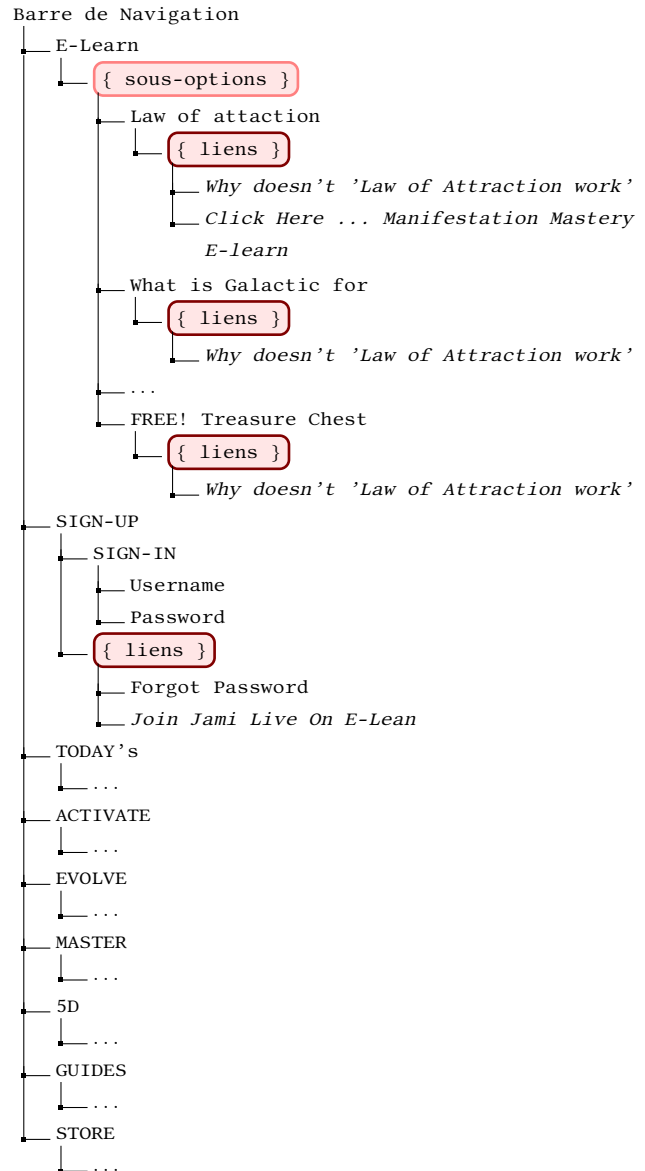 Barre de Navigation
E-Learn
{ sous-options }
Law of attaction
{ liens }
Why doesn't 'Law of Attraction work'
Click Here ... Manifestation Mastery
E-learn
What is Galactic for
{ liens }
Why doesn't 'Law of Attraction work'
...
FREE! Treasure Chest
{ liens }
Why doesn't 'Law of Attraction work'
SIGN-UP
SIGN-IN
Username
Password
{ liens }
Forgot Password
Join Jami Live On E-Lean
TODAY's
...
ACTIVATE
...
EVOLVE
...
MASTER
...
5D
...
GUIDES
...
STORE
...